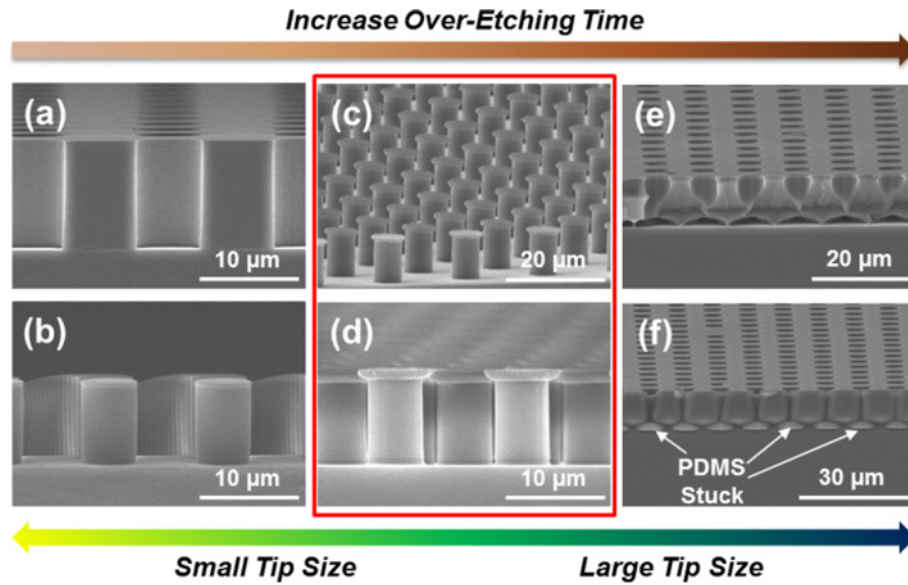 Increase Over-Etching Time
(a)
10 μm
(c)
20 μm
(e)
20 μm
(b)
10 μm
(d)
10 μm
(f)
PDMS
Stuck
30 μm
Small Tip Size
Large Tip Size